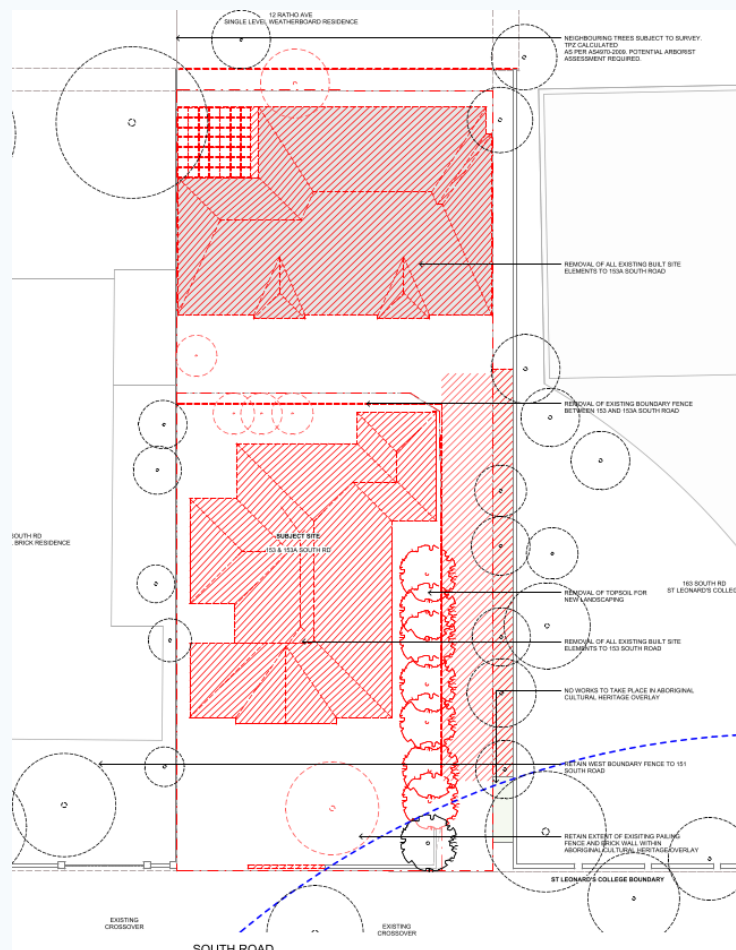 12 RATHO AVE
SINGLE LEVEL WEATHERBOARD RESIDENCE
NEIGHBOURING TREES SUBJECT TO SURVEY.
TPZ CALCULATED
AS PER AS4970-2009. POTENTIAL ARBORIST
ASSESSMENT REQUIRED.
REMOVAL OF ALL EXISTING BUILT SITE
ELEMENTS TO 153A SOUTH ROAD
REMOVAL OF EXISTING BOUNDARY FENCE
BETWEEN 153 AND 153A SOUTH ROAD
SOUTH RD
BRICK RESIDENCE
SUBJECT SITE
153 & 153A SOUTH RD
163 SOUTH RD
ST LEONARD'S COLLEG
REMOVAL OF TOPSOIL FOR
NEW LANDSCAPING
REMOVAL OF ALL EXISTING BUILT SITE
ELEMENTS TO 153 SOUTH ROAD
NO WORKS TO TAKE PLACE IN ABORIGINAL
CULTURAL HERITAGE OVERLAY
RETAIN WEST BOUNDARY FENCE TO 151
SOUTH ROAD
RETAIN EXTENT OF EXISITING PAILING
FENCE AND BRICK WALL WITHIN
ABORIGINAL CULTURAL HERITAGE OVERLAY
ST LEONARD'S COLLEGE BOUNDARY
EXISTING
CROSSOVER
EXISTING
CROSSOVER
SOUTH ROAD